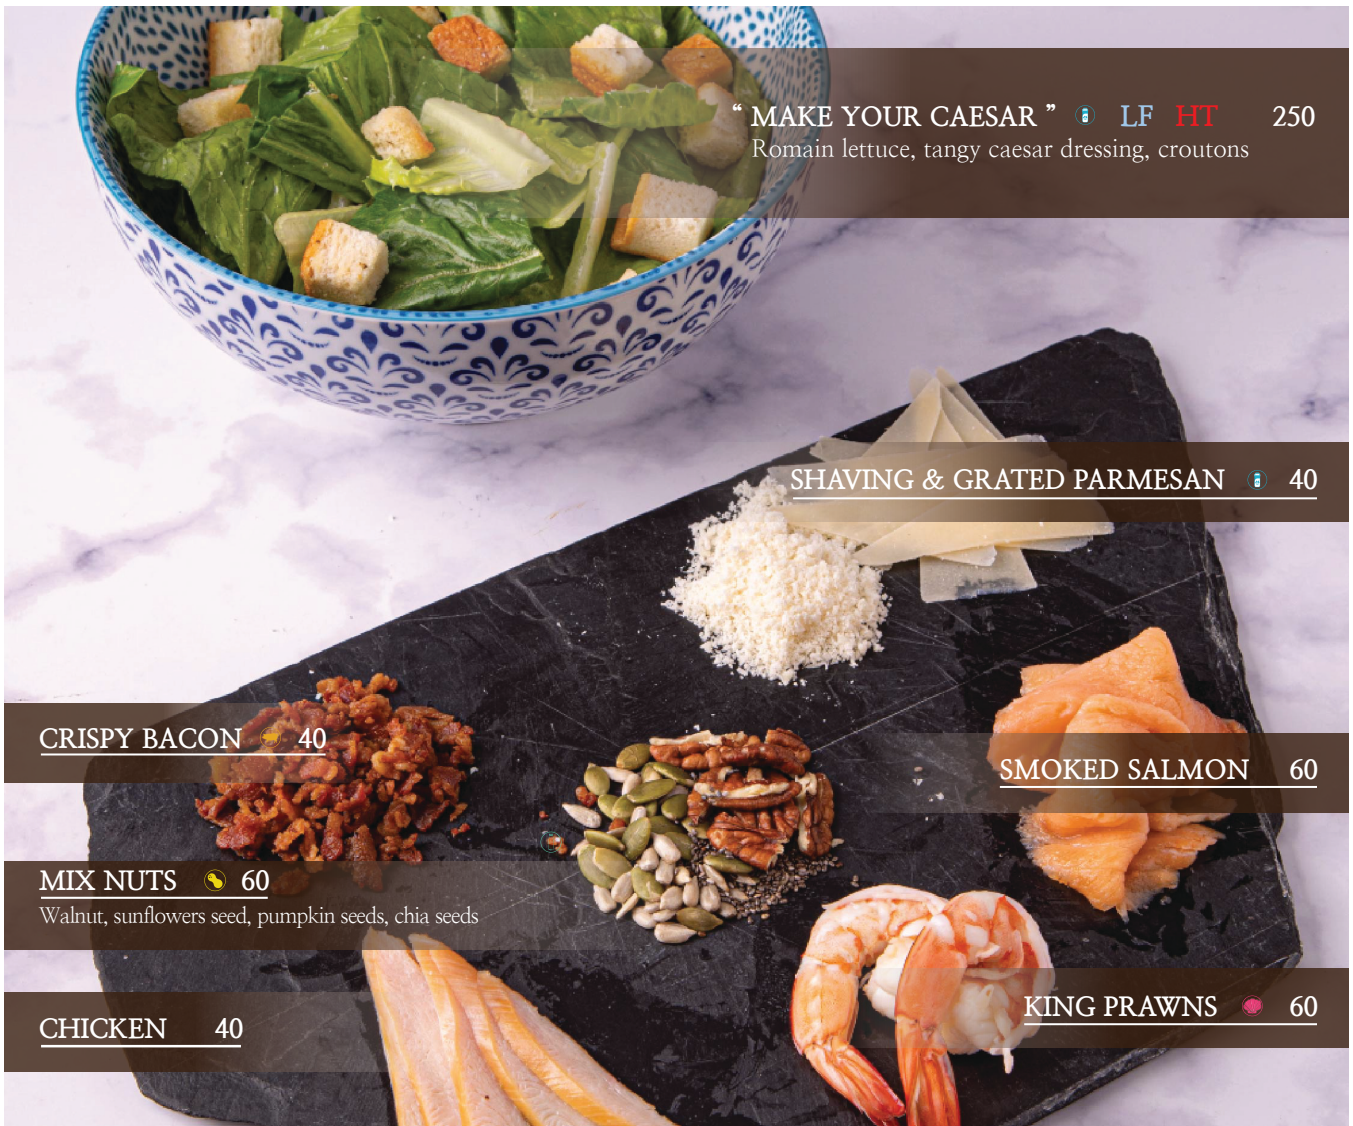 “ MAKE YOUR CAESAR ” LF HT 250
Romain lettuce, tangy caesar dressing, croutons
SHAVING & GRATED PARMESAN 40
CRISPY BACON 40
SMOKED SALMON 60
MIX NUTS 60
Walnut, sunflowers seed, pumpkin seeds, chia seeds
KING PRAWNS 60
CHICKEN 40